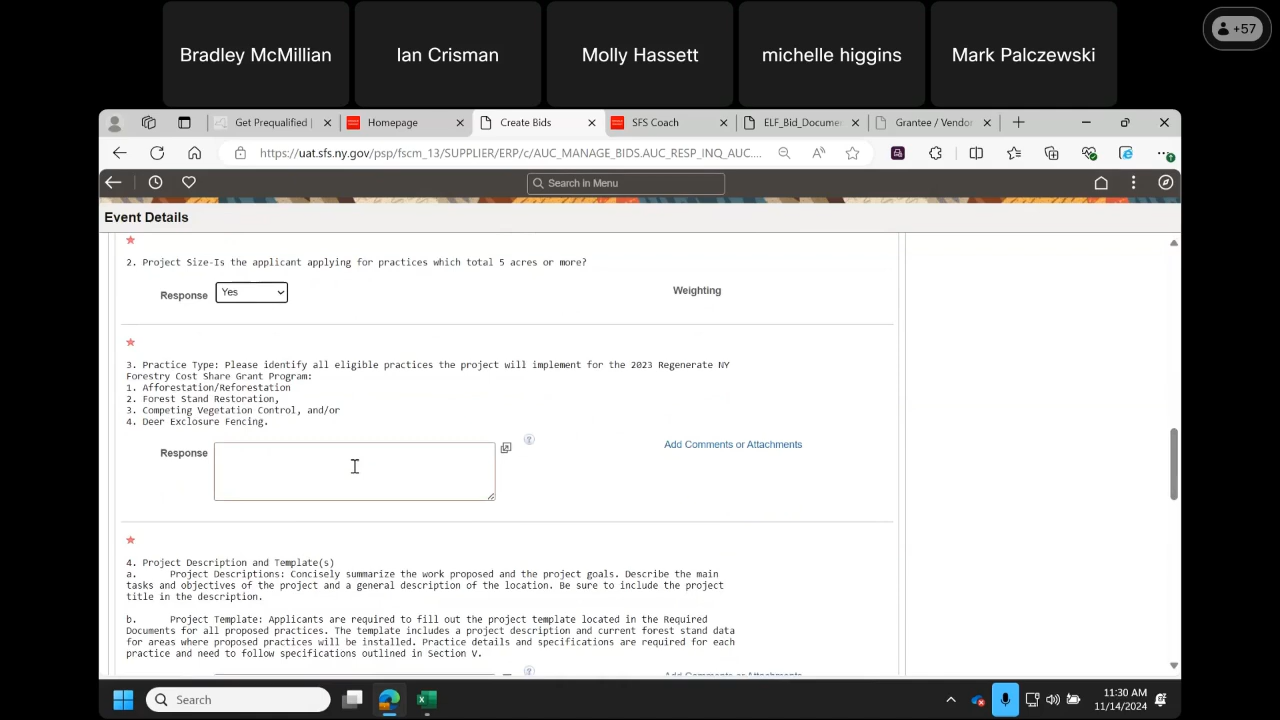 Bradley McMillian
Ian Crisman
Molly Hassett
michelle higgins
Mark Palczewski
+57
Get Prequalified |
Homepage
Create Bids
SFS Coach
ELF_Bid_Docume
Grantee / Vendor
https://uat.sfs.ny.gov/psp/fscm_13/SUPPLIER/ERP/c/AUC_MANAGE_BIDS.AUC_RESP_INQ_AUC....
Search in Menu
Event Details
2. Project Size-Is the applicant applying for practices which total 5 acres or more?
Response
Yes
Weighting
3. Practice Type: Please identify all eligible practices the project will implement for the 2023 Regenerate NY
Forestry Cost Share Grant Program:
1. Afforestation/Reforestation
2. Forest Stand Restoration,
3. Competing Vegetation Control, and/or
4. Deer Exclosure Fencing.
Response
Add Comments or Attachments
4. Project Description and Template(s)
a. Project Descriptions: Concisely summarize the work proposed and the project goals. Describe the main
tasks and objectives of the project and a general description of the location. Be sure to include the project
title in the description.
b. Project Template: Applicants are required to fill out the project template located in the Required
Documents for all proposed practices. The template includes a project description and current forest stand data
for areas where proposed practices will be installed. Practice details and specifications are required for each
practice and need to follow specifications outlined in Section V.
Add Comments or Attachments
Search
11:30 AM
11/14/2024